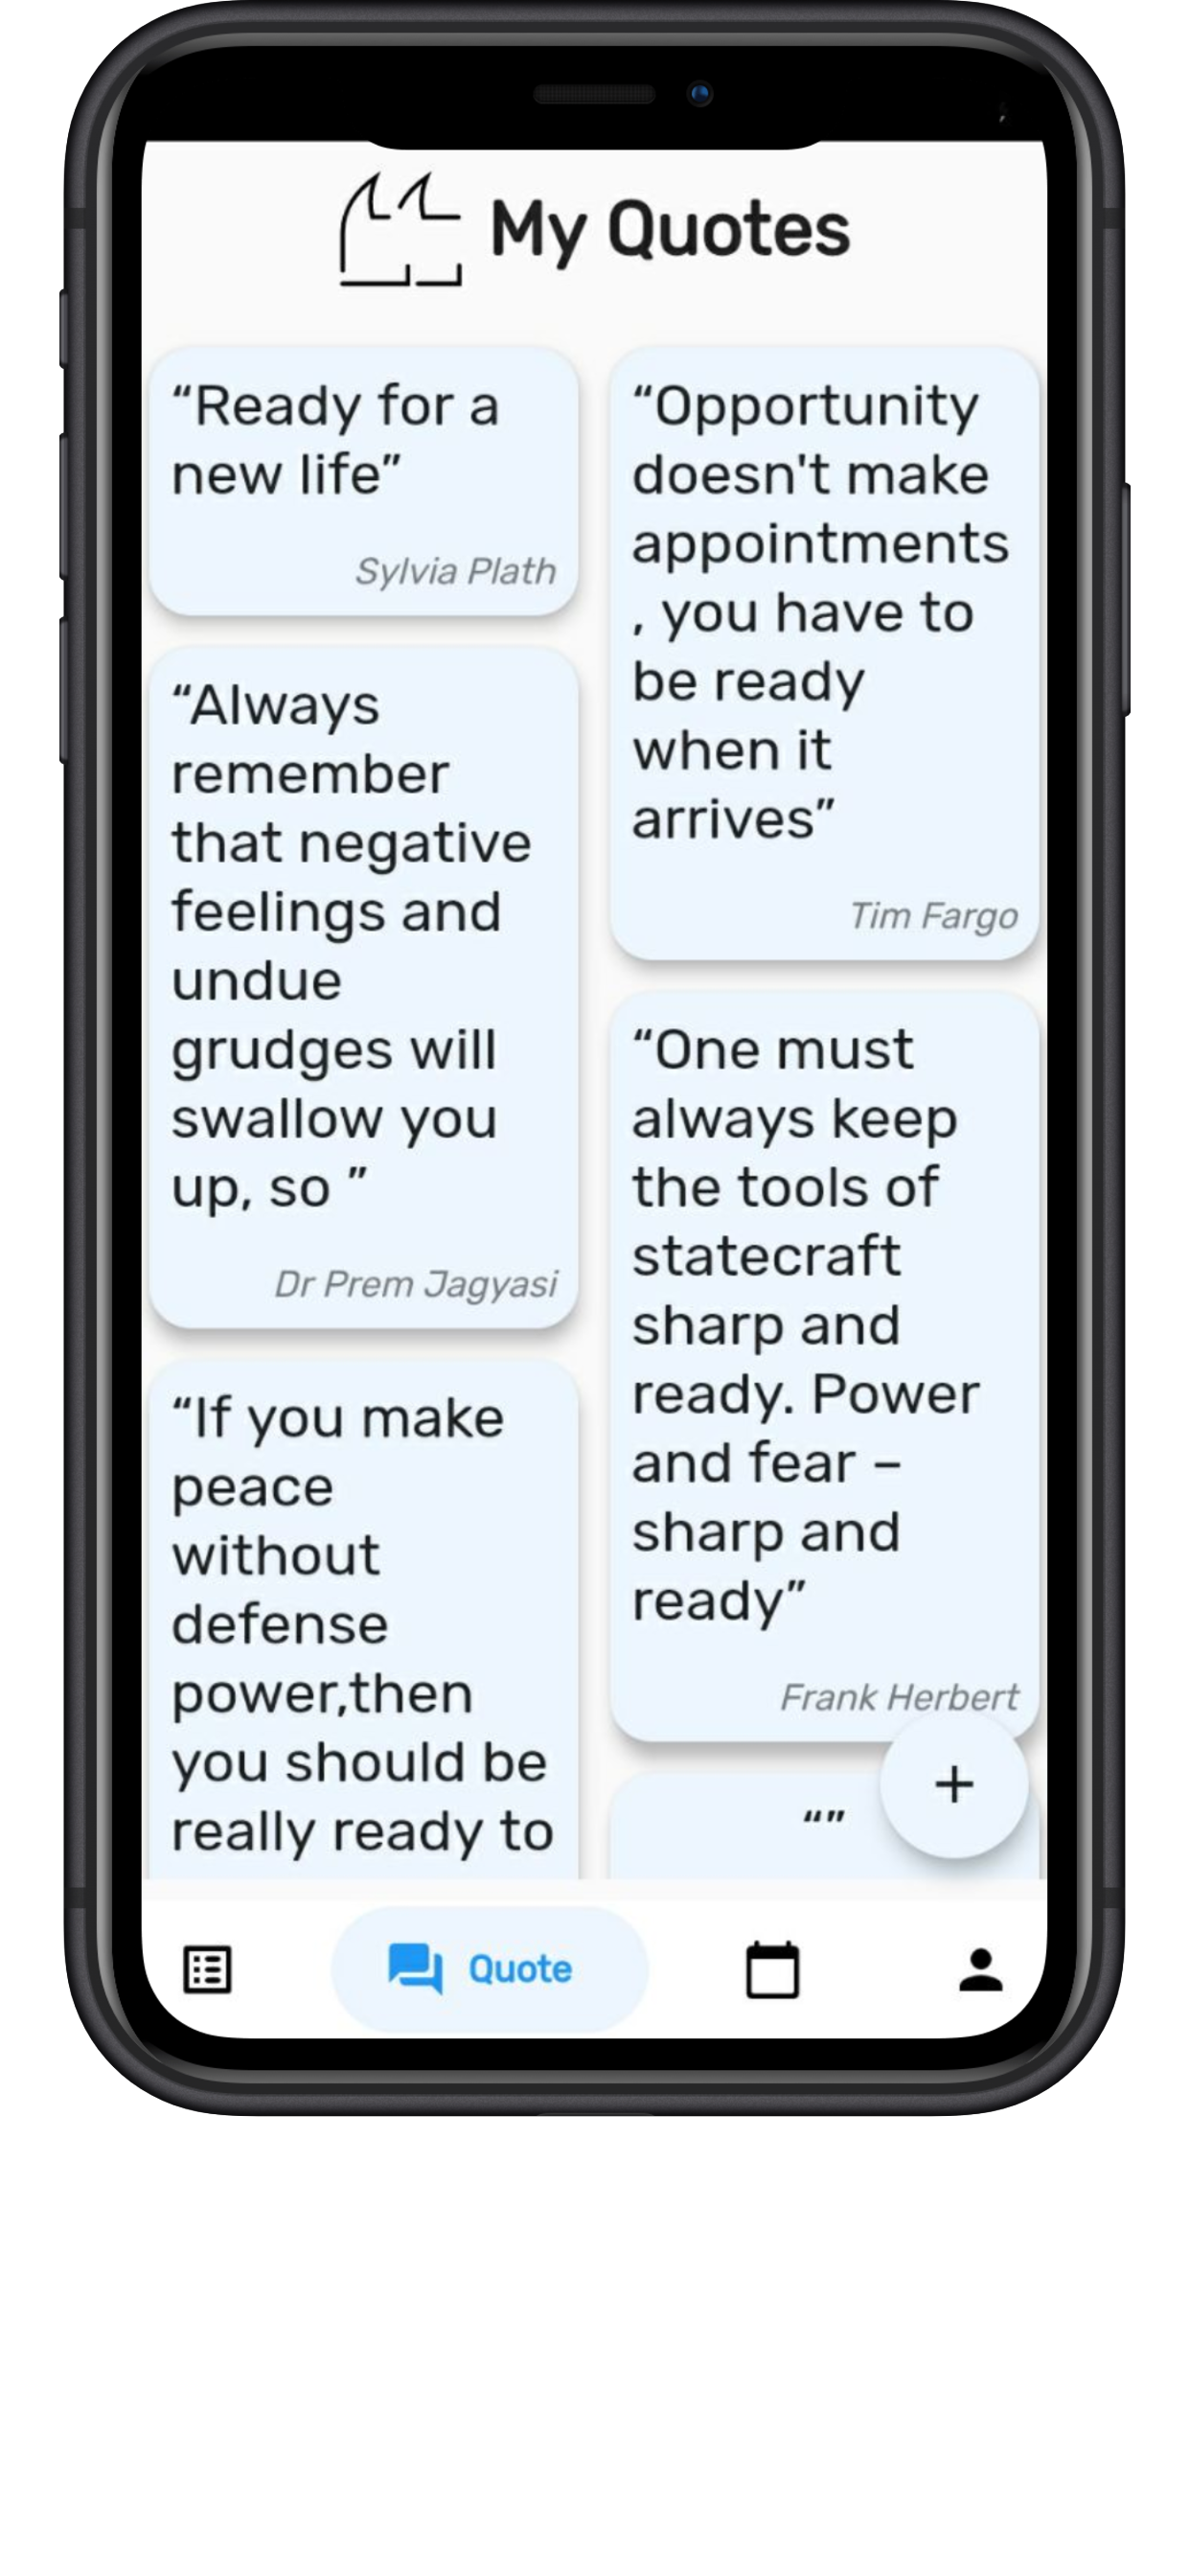 My Quotes
“Ready for a
new life”
Sylvia Plath
“Always
remember
that negative
feelings and
undue
grudges will
swallow you
up, so ”
Dr Prem Jagyasi
“If you make
peace
without
defense
power,then
you should be
really ready to
“Opportunity
doesn't make
appointments
, you have to
be ready
when it
arrives”
Tim Fargo
“One must
always keep
the tools of
statecraft
sharp and
ready. Power
and fear –
sharp and
ready”
Frank Herbert
“”
+
Quote